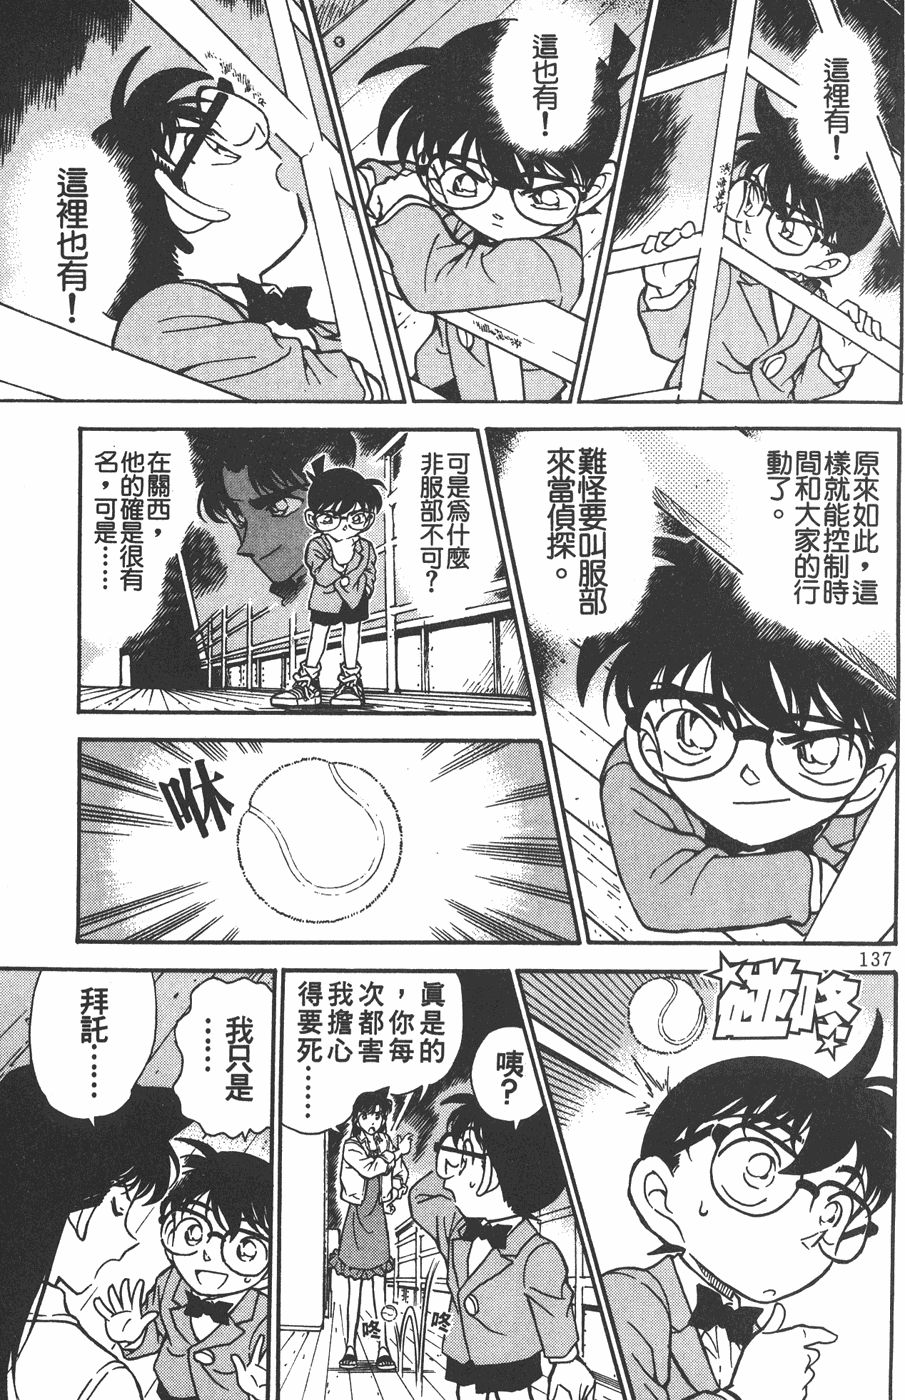 這裡有！
這也有！
這裡也有！
原來如此，這
樣就能控制時
間和大家的行
動了。
難怪要叫服部
來當偵探。
可是為什麼
非服部不可？
在關西，
他的確是很有
名，可是……
咻
137
碰咚
咦？
真是的
，你每
次都害
我擔心
得要死……
咚
咚
我只是
……
拜託……